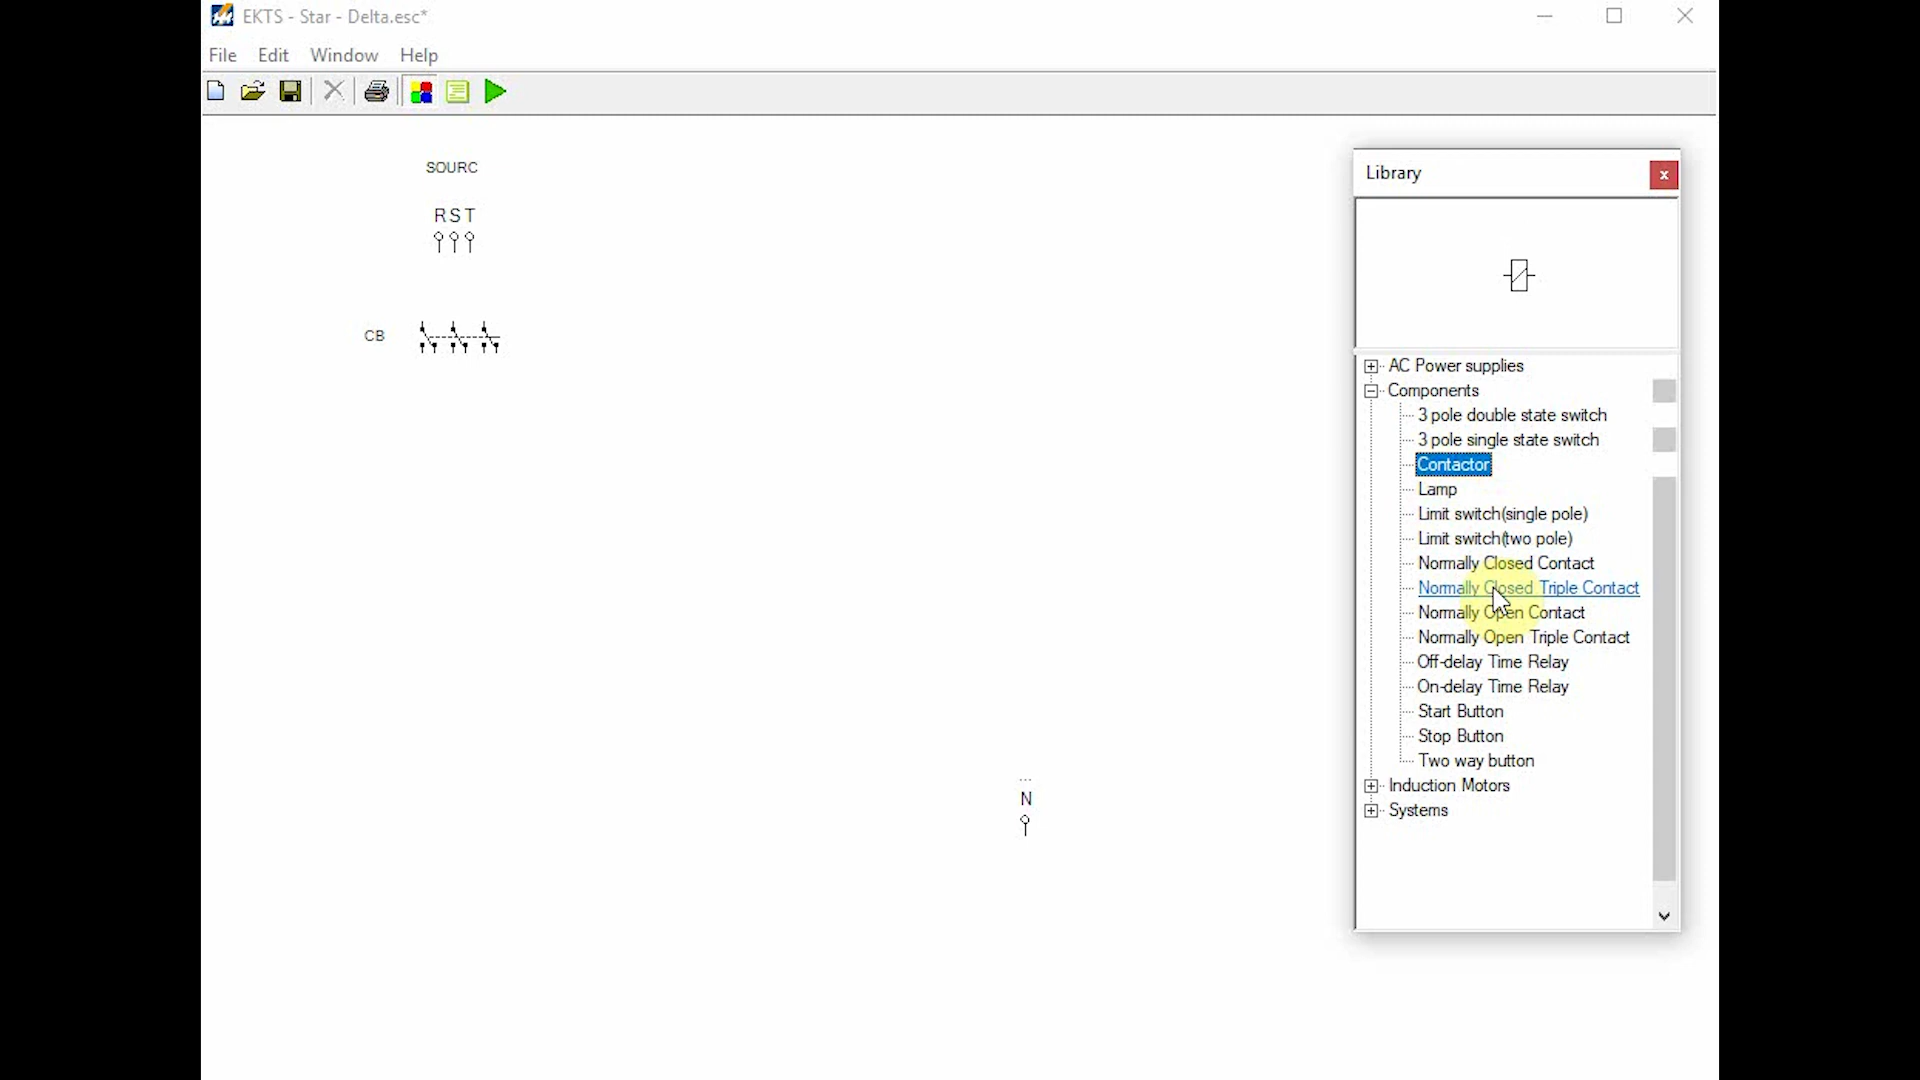 EKTS - Star - Delta.esc*
File Edit Window Help
SOURC
R S T
CB
...
N
Library
x
AC Power supplies
Components
3 pole double state switch
3 pole single state switch
Contactor
Lamp
Limit switch(single pole)
Limit switch(two pole)
Normally Closed Contact
Normally Closed Triple Contact
Normally Open Contact
Normally Open Triple Contact
Off-delay Time Relay
On-delay Time Relay
Start Button
Stop Button
Two way button
Induction Motors
Systems